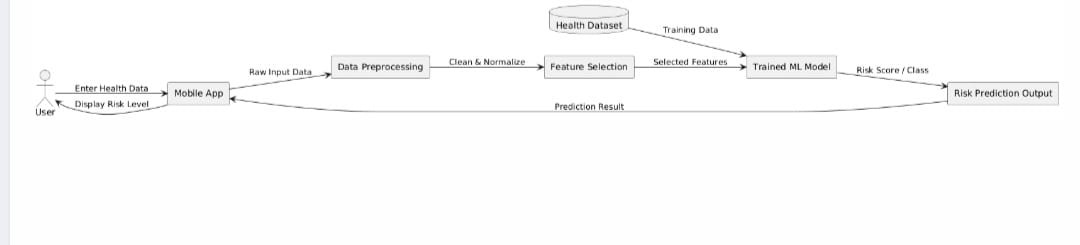 Health Dataset
Training Data
Data Preprocessing
Clean & Normalize
Feature Selection
Selected Features
Trained ML Model
Risk Score / Class
Raw Input Data
Enter Health Data
Mobile App
Risk Prediction Output
Display Risk Level
Prediction Result
User